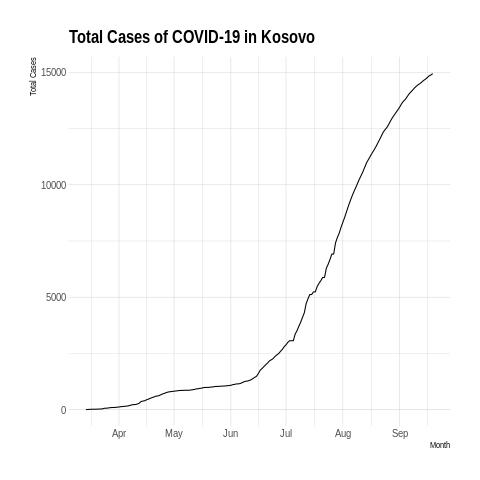 Total Cases of COVID-19 in Kosovo
Total Cases
15000
10000
5000
0
Apr May Jun Jul Aug Sep
Month